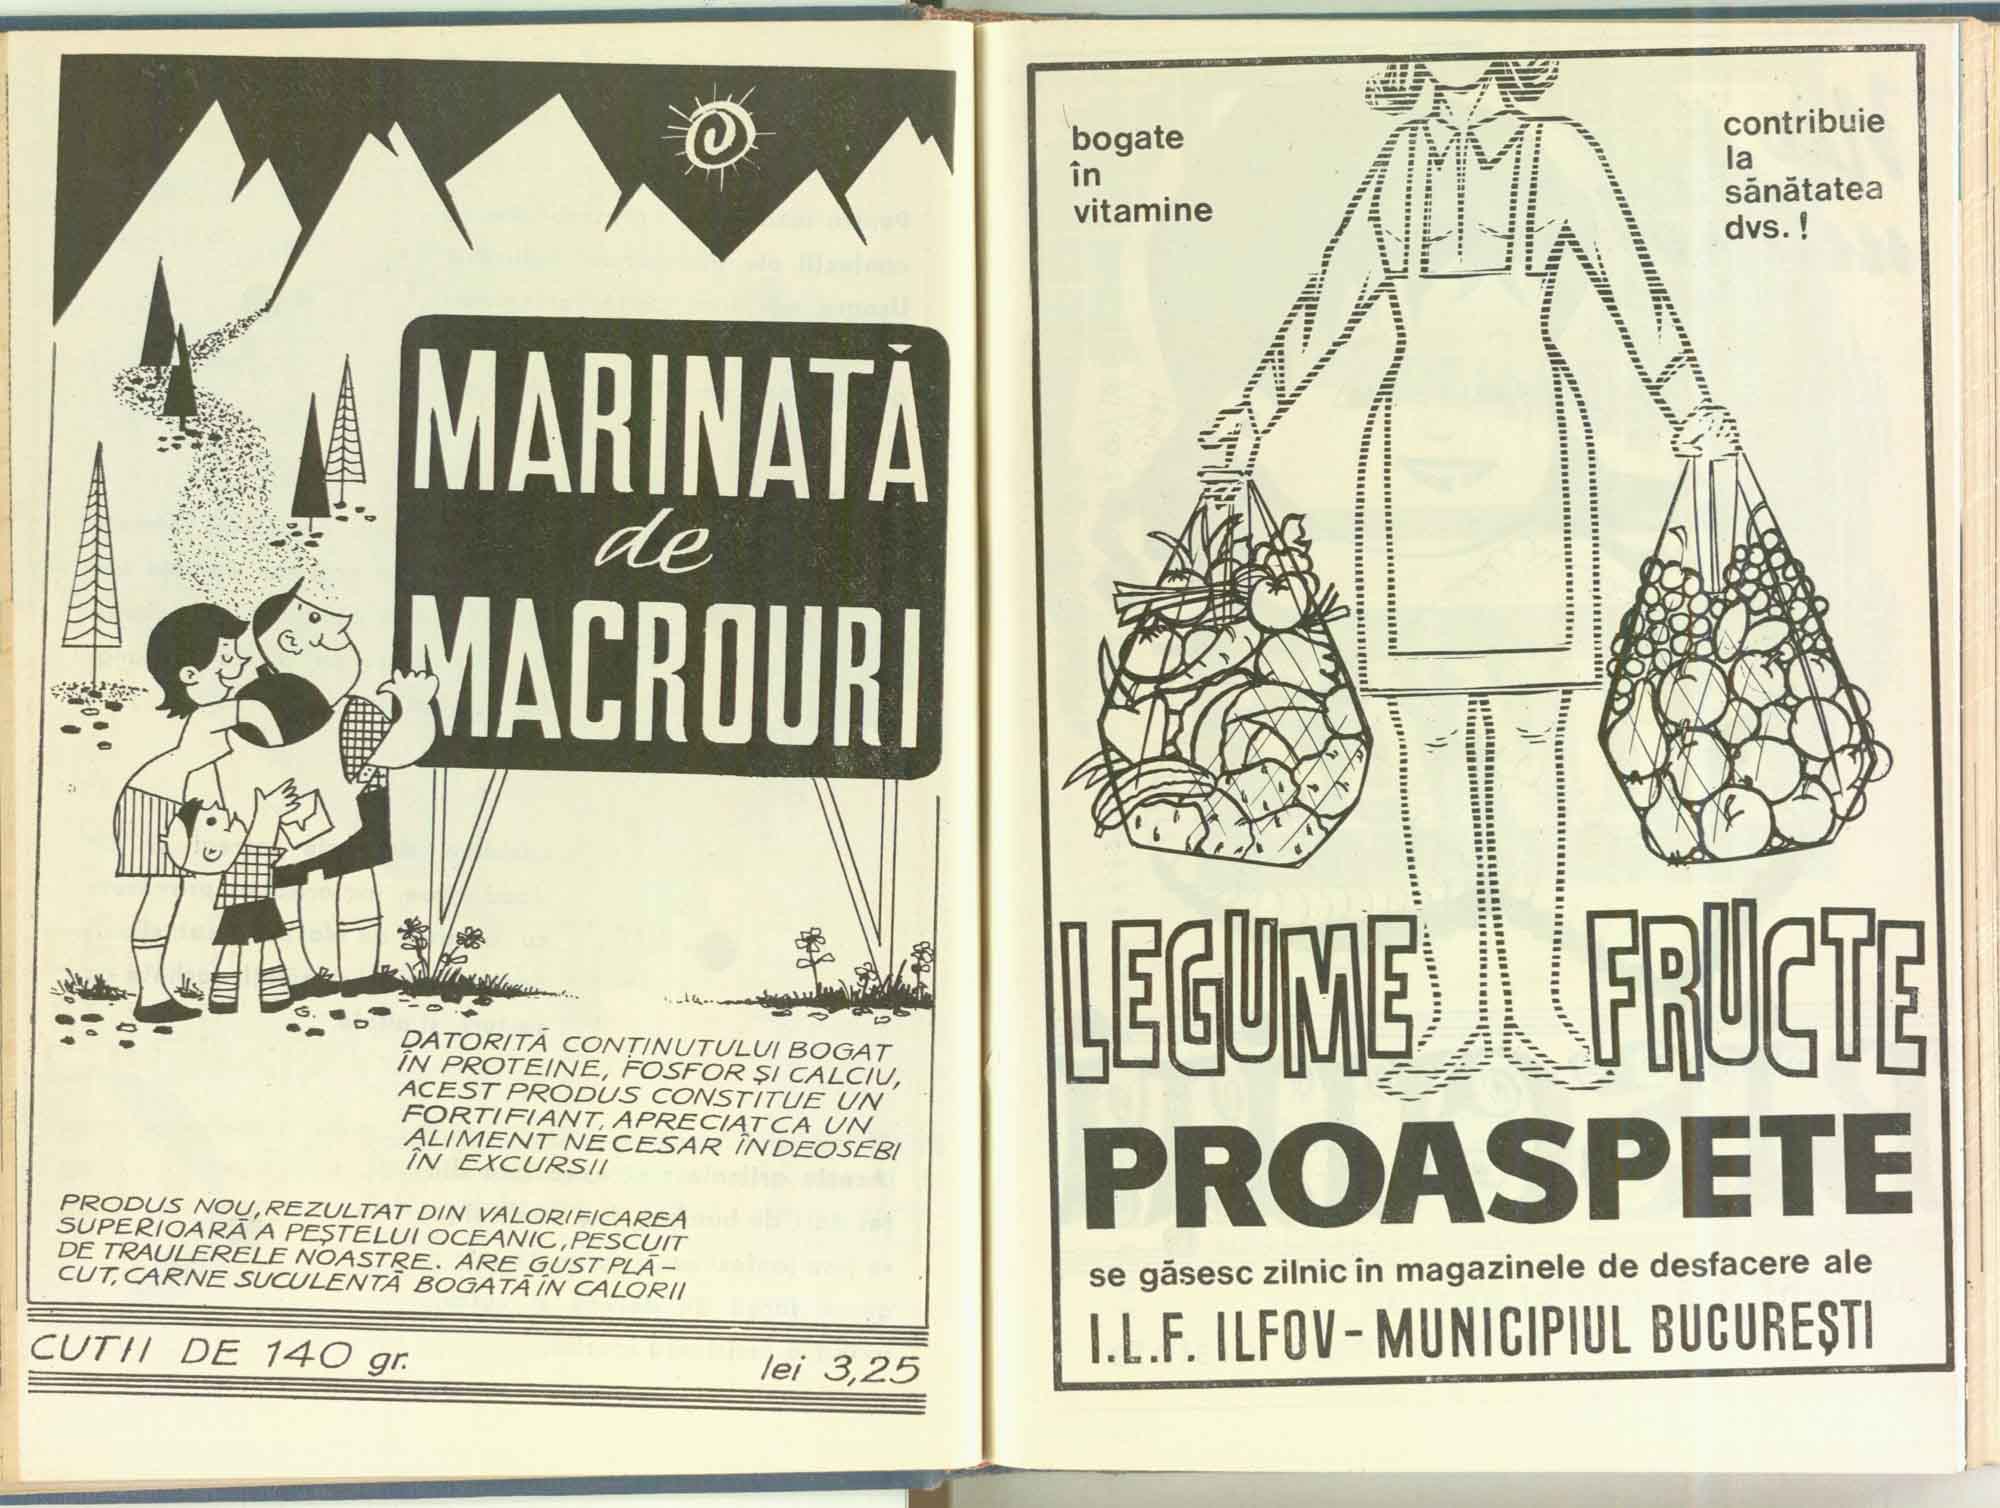 MARINATĂ
de
MACROURI
DATORITĂ CONȚINUTULUI BOGAT
ÎN PROTEINE, FOSFOR ȘI CALCIU,
ACEST PRODUS CONSTITUE UN
FORTIFIANT, APRECIAT CA UN
ALIMENT NECESAR ÎNDEOSEBI
ÎN EXCURSII
PRODUS NOU, REZULTAT DIN VALORIFICAREA
SUPERIOARĂ A PEȘTELUI OCEANIC, PESCUIT
DE TRAULERELE NOASTRE. ARE GUST PLĂ-
CUT, CARNE SUCULENTĂ BOGATĂ ÎN CALORII
CUTII DE 140 gr.
lei 3,25
bogate
în
vitamine
contribuie
la
sănătatea
dvs. !
LEGUME FRUCTE
PROASPETE
se găsesc zilnic în magazinele de desfacere ale
I.L.F. ILFOV - MUNICIPIUL BUCUREȘTI